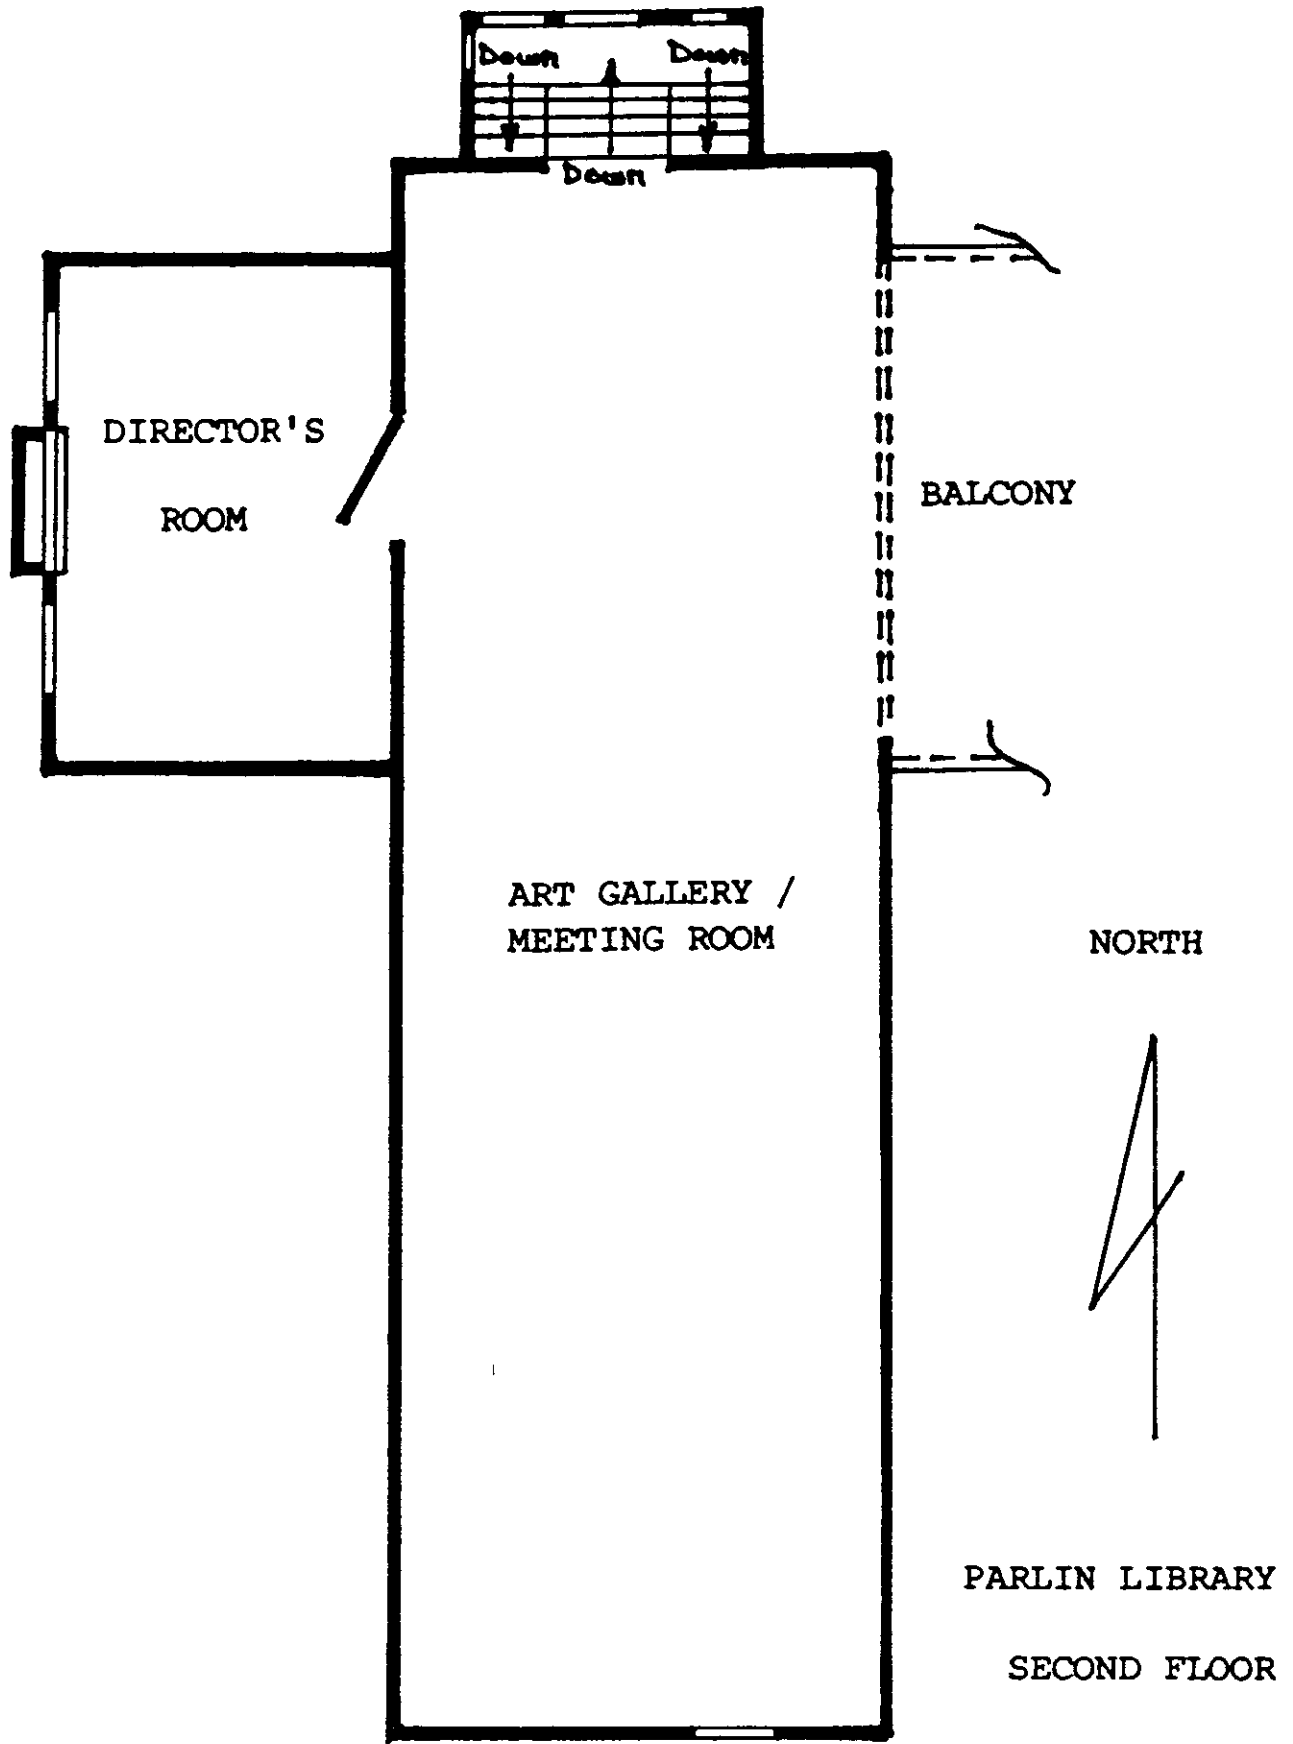 Down Down
Down
DIRECTOR'S
ROOM
BALCONY
ART GALLERY /
MEETING ROOM
NORTH
PARLIN LIBRARY
SECOND FLOOR